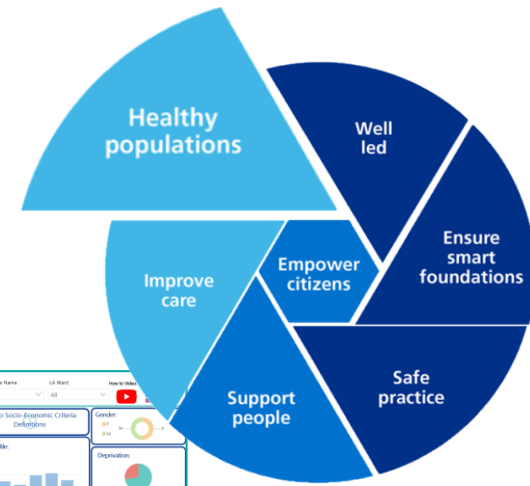 Healthy
populations
Well
led
Ensure
smart
foundations
Empower
citizens
Improve
care
Safe
practice
Support
people
Name
LA Ward
How to Video
All
Socio-Economic Criteria
Definitions
Gender:
F
M
Deprivation: